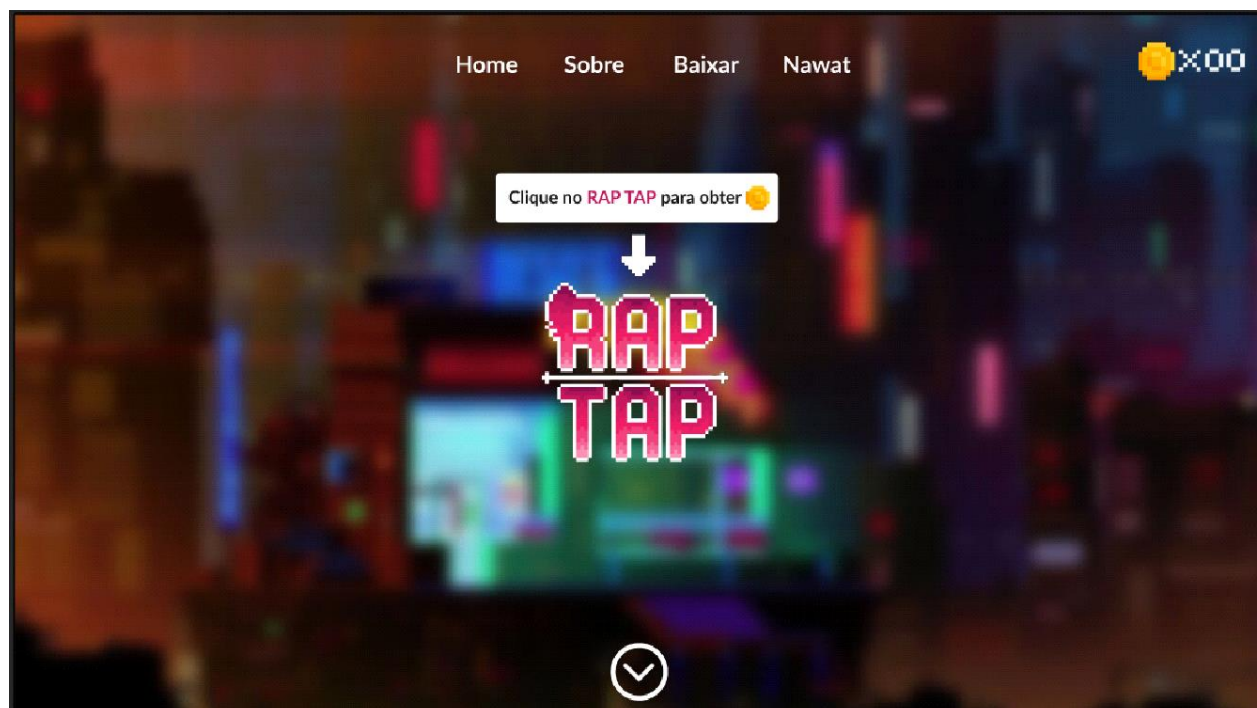 Home Sobre Baixar Nawat
x00
Clique no RAP TAP para obter
RAP
TAP